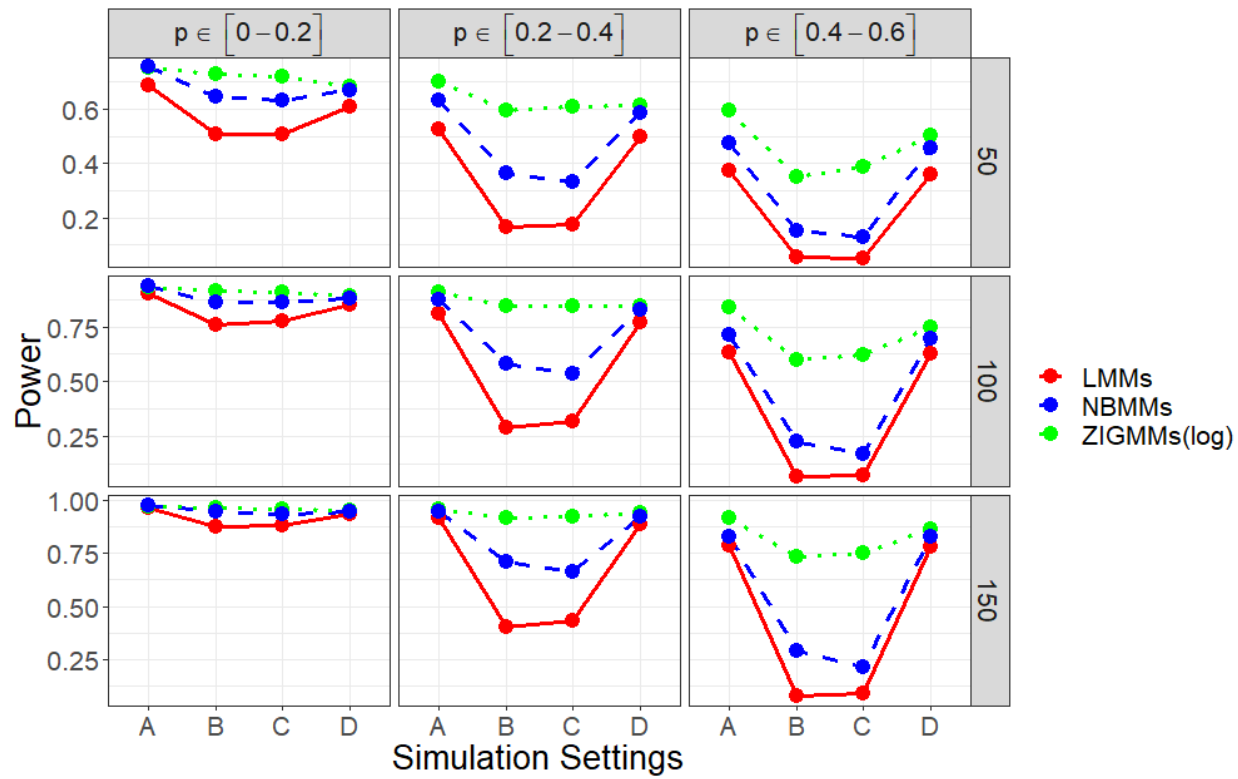 p ∈ [0−0.2]
p ∈ [0.2−0.4]
p ∈ [0.4−0.6]
0.6
0.4
0.2
50
0.75
0.50
0.25
100
1.00
0.75
0.50
0.25
150
Power
A B C D
A B C D
A B C D
Simulation Settings
LMMs
NBMMs
ZIGMMs(log)